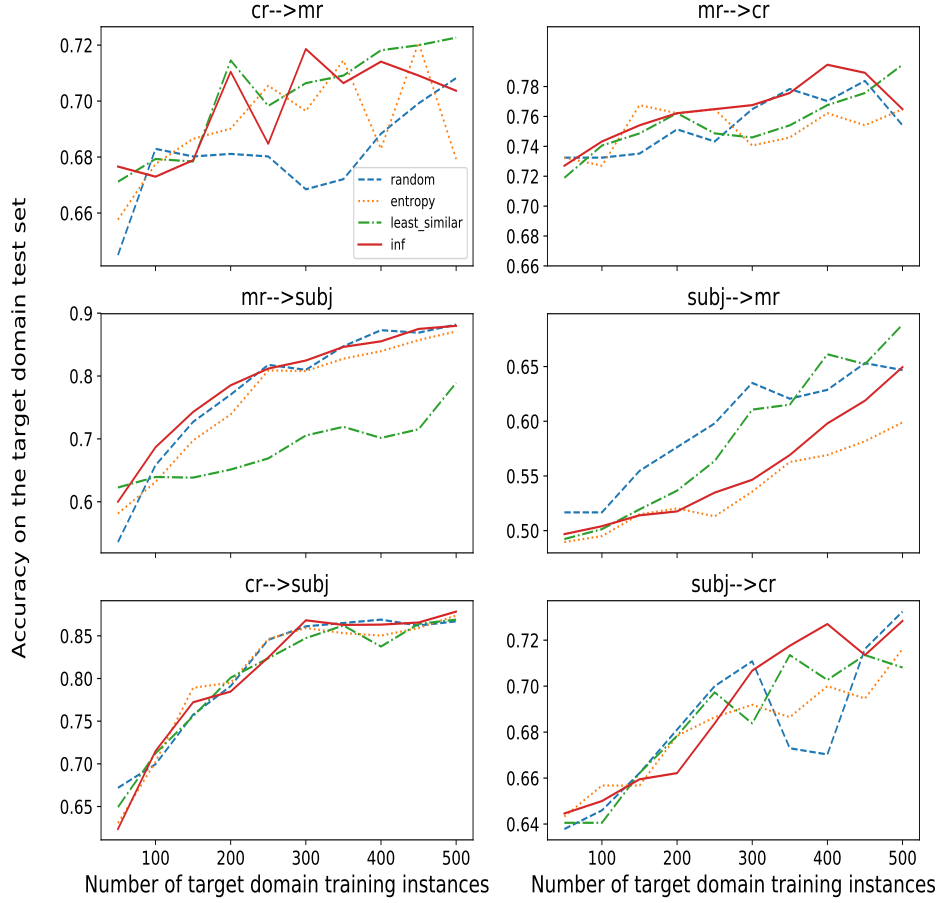 cr-->mr
mr-->cr
0.72
0.70
0.68
0.66
random
entropy
least_similar
inf
0.78
0.76
0.74
0.72
0.70
0.68
0.66
mr-->subj
subj-->mr
0.9
0.8
0.7
0.6
0.65
0.60
0.55
0.50
cr-->subj
subj-->cr
0.85
0.80
0.75
0.70
0.65
0.72
0.70
0.68
0.66
0.64
100 200 300 400 500
100 200 300 400 500
Number of target domain training instances
Number of target domain training instances
Accuracy on the target domain test set